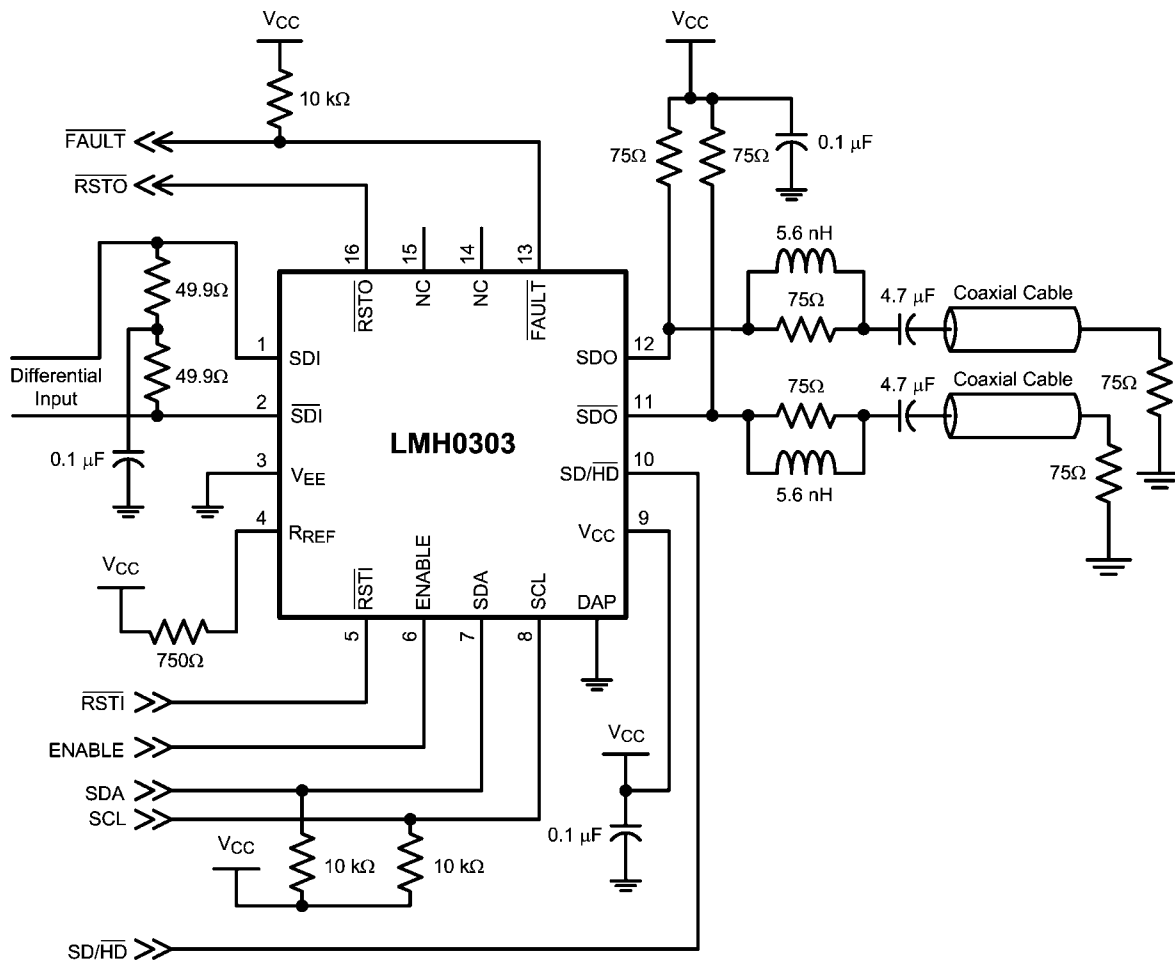 VCC
10 kΩ
FAULT
RSTO
VCC
75Ω
75Ω
0.1 µF
5.6 nH
75Ω
4.7 µF
Coaxial Cable
75Ω
49.9Ω
49.9Ω
Differential
Input
0.1 µF
16
15
14
13
RSTO
NC
NC
FAULT
1
SDI
2
SDI
3
VEE
4
RREF
LMH0303
12
SDO
11
SDO
10
SD/HD
9
VCC
DAP
75Ω
4.7 µF
Coaxial Cable
5.6 nH
75Ω
RSTI
ENABLE
SDA
SCL
5
6
7
8
VCC
750Ω
RSTI
ENABLE
SDA
SCL
VCC
10 kΩ
10 kΩ
VCC
0.1 µF
SD/HD